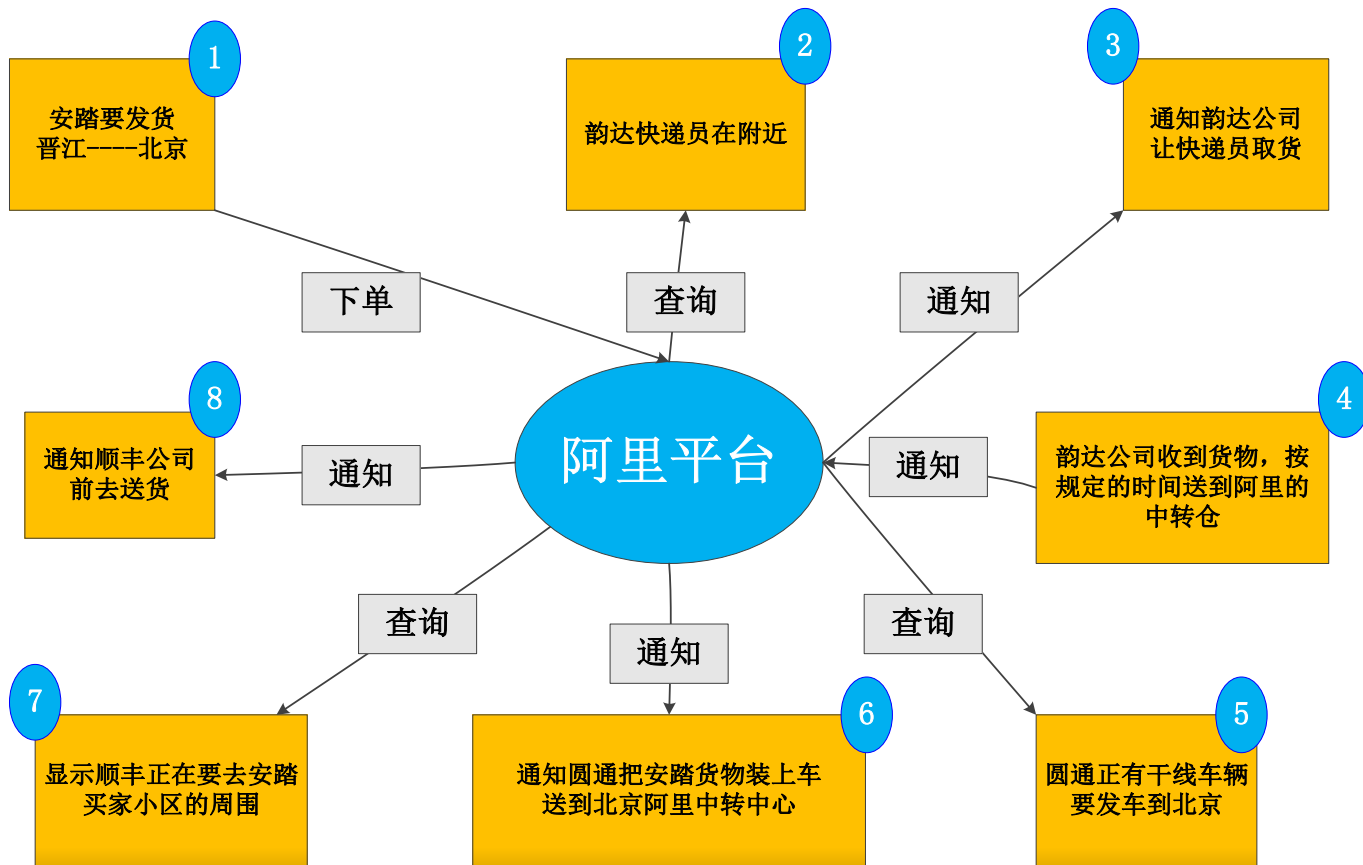 1
安踏要发货
晋江----北京
2
韵达快递员在附近
3
通知韵达公司
让快递员取货
下单
查询
通知
8
通知顺丰公司
前去送货
通知
阿里平台
通知
4
韵达公司收到货物，按
规定的时间送到阿里的
中转仓
查询
通知
查询
7
显示顺丰正在要去安踏
买家小区的周围
6
通知圆通把安踏货物装上车
送到北京阿里中转中心
5
圆通正有干线车辆
要发车到北京